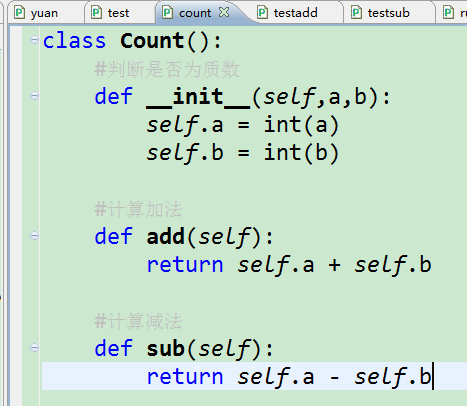 yuan test count testadd testsub
class Count():
    #判断是否为质数
    def __init__(self,a,b):
        self.a = int(a)
        self.b = int(b)
    #计算加法
    def add(self):
        return self.a + self.b
    #计算减法
    def sub(self):
        return self.a - self.b